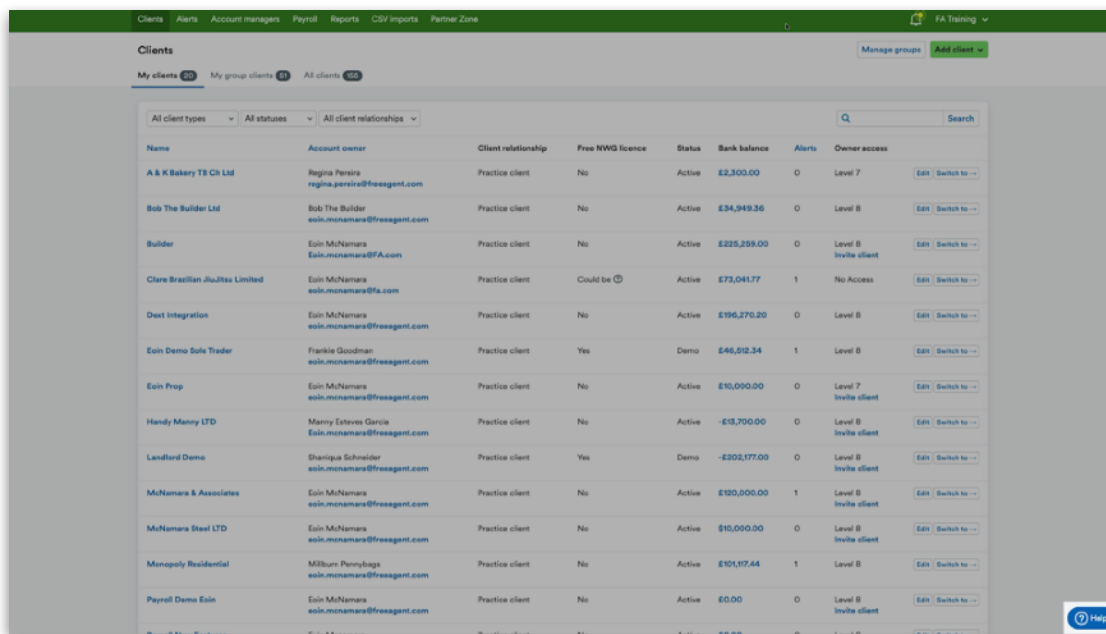 Clients Alerts Account managers Payroll Reports CSV imports Partner Zone FA Training
Clients Manage groups Add client
My clients 20 My group clients 51 All clients 155
All client types All statuses All client relationships Search
Name Account owner Client relationship Free NWG licence Status Bank balance Alerts Owner access
A & K Bakery T8 Ch Ltd Regina Pereira Practice client No Active £2,300.00 0 Level 7 Edit Switch to →
regina.pereira@freeagent.com
Bob The Builder Ltd Bob The Builder Practice client No Active £34,949.36 0 Level 8 Edit Switch to →
eoin.mcnamara@freeagent.com
Builder Eoin McNamara Practice client No Active £225,259.00 0 Level 8 Edit Switch to →
Eoin.mcnamara@FA.com Invite client
Clare Brazilian JiuJitsu Limited Eoin McNamara Practice client Could be Active £73,041.77 1 No Access Edit Switch to →
eoin.mcnamara@fa.com
Dext Integration Eoin McNamara Practice client No Active £196,270.20 0 Level 8 Edit Switch to →
eoin.mcnamara@freeagent.com
Eoin Demo Sole Trader Frankie Goodman Practice client Yes Demo £46,512.34 1 Level 8 Edit Switch to →
eoin.mcnamara@freeagent.com
Eoin Prop Eoin McNamara Practice client No Active £10,000.00 0 Level 7 Edit Switch to →
eoin.mcnamara@freeagent.com Invite client
Handy Manny LTD Manny Esteves Garcia Practice client No Active -£13,700.00 0 Level 8 Edit Switch to →
Eoin.mcnamara@freeagent.com Invite client
Landlord Demo Shaniqua Schneider Practice client Yes Demo -£202,177.00 0 Level 8 Edit Switch to →
eoin.mcnamara@freeagent.com Invite client
McNamara & Associates Eoin McNamara Practice client No Active £120,000.00 1 Level 8 Edit Switch to →
eoin.mcnamara@freeagent.com Invite client
McNamara Steel LTD Eoin McNamara Practice client No Active $10,000.00 0 Level 8 Edit Switch to →
eoin.mcnamara@freeagent.com Invite client
Monopoly Residential Millburn Pennybags Practice client No Active £101,117.44 1 Level 8 Edit Switch to →
eoin.mcnamara@freeagent.com
Payroll Demo Eoin Eoin McNamara Practice client No Active £0.00 0 Level 8 Edit Switch to →
eoin.mcnamara@freeagent.com Invite client
Help